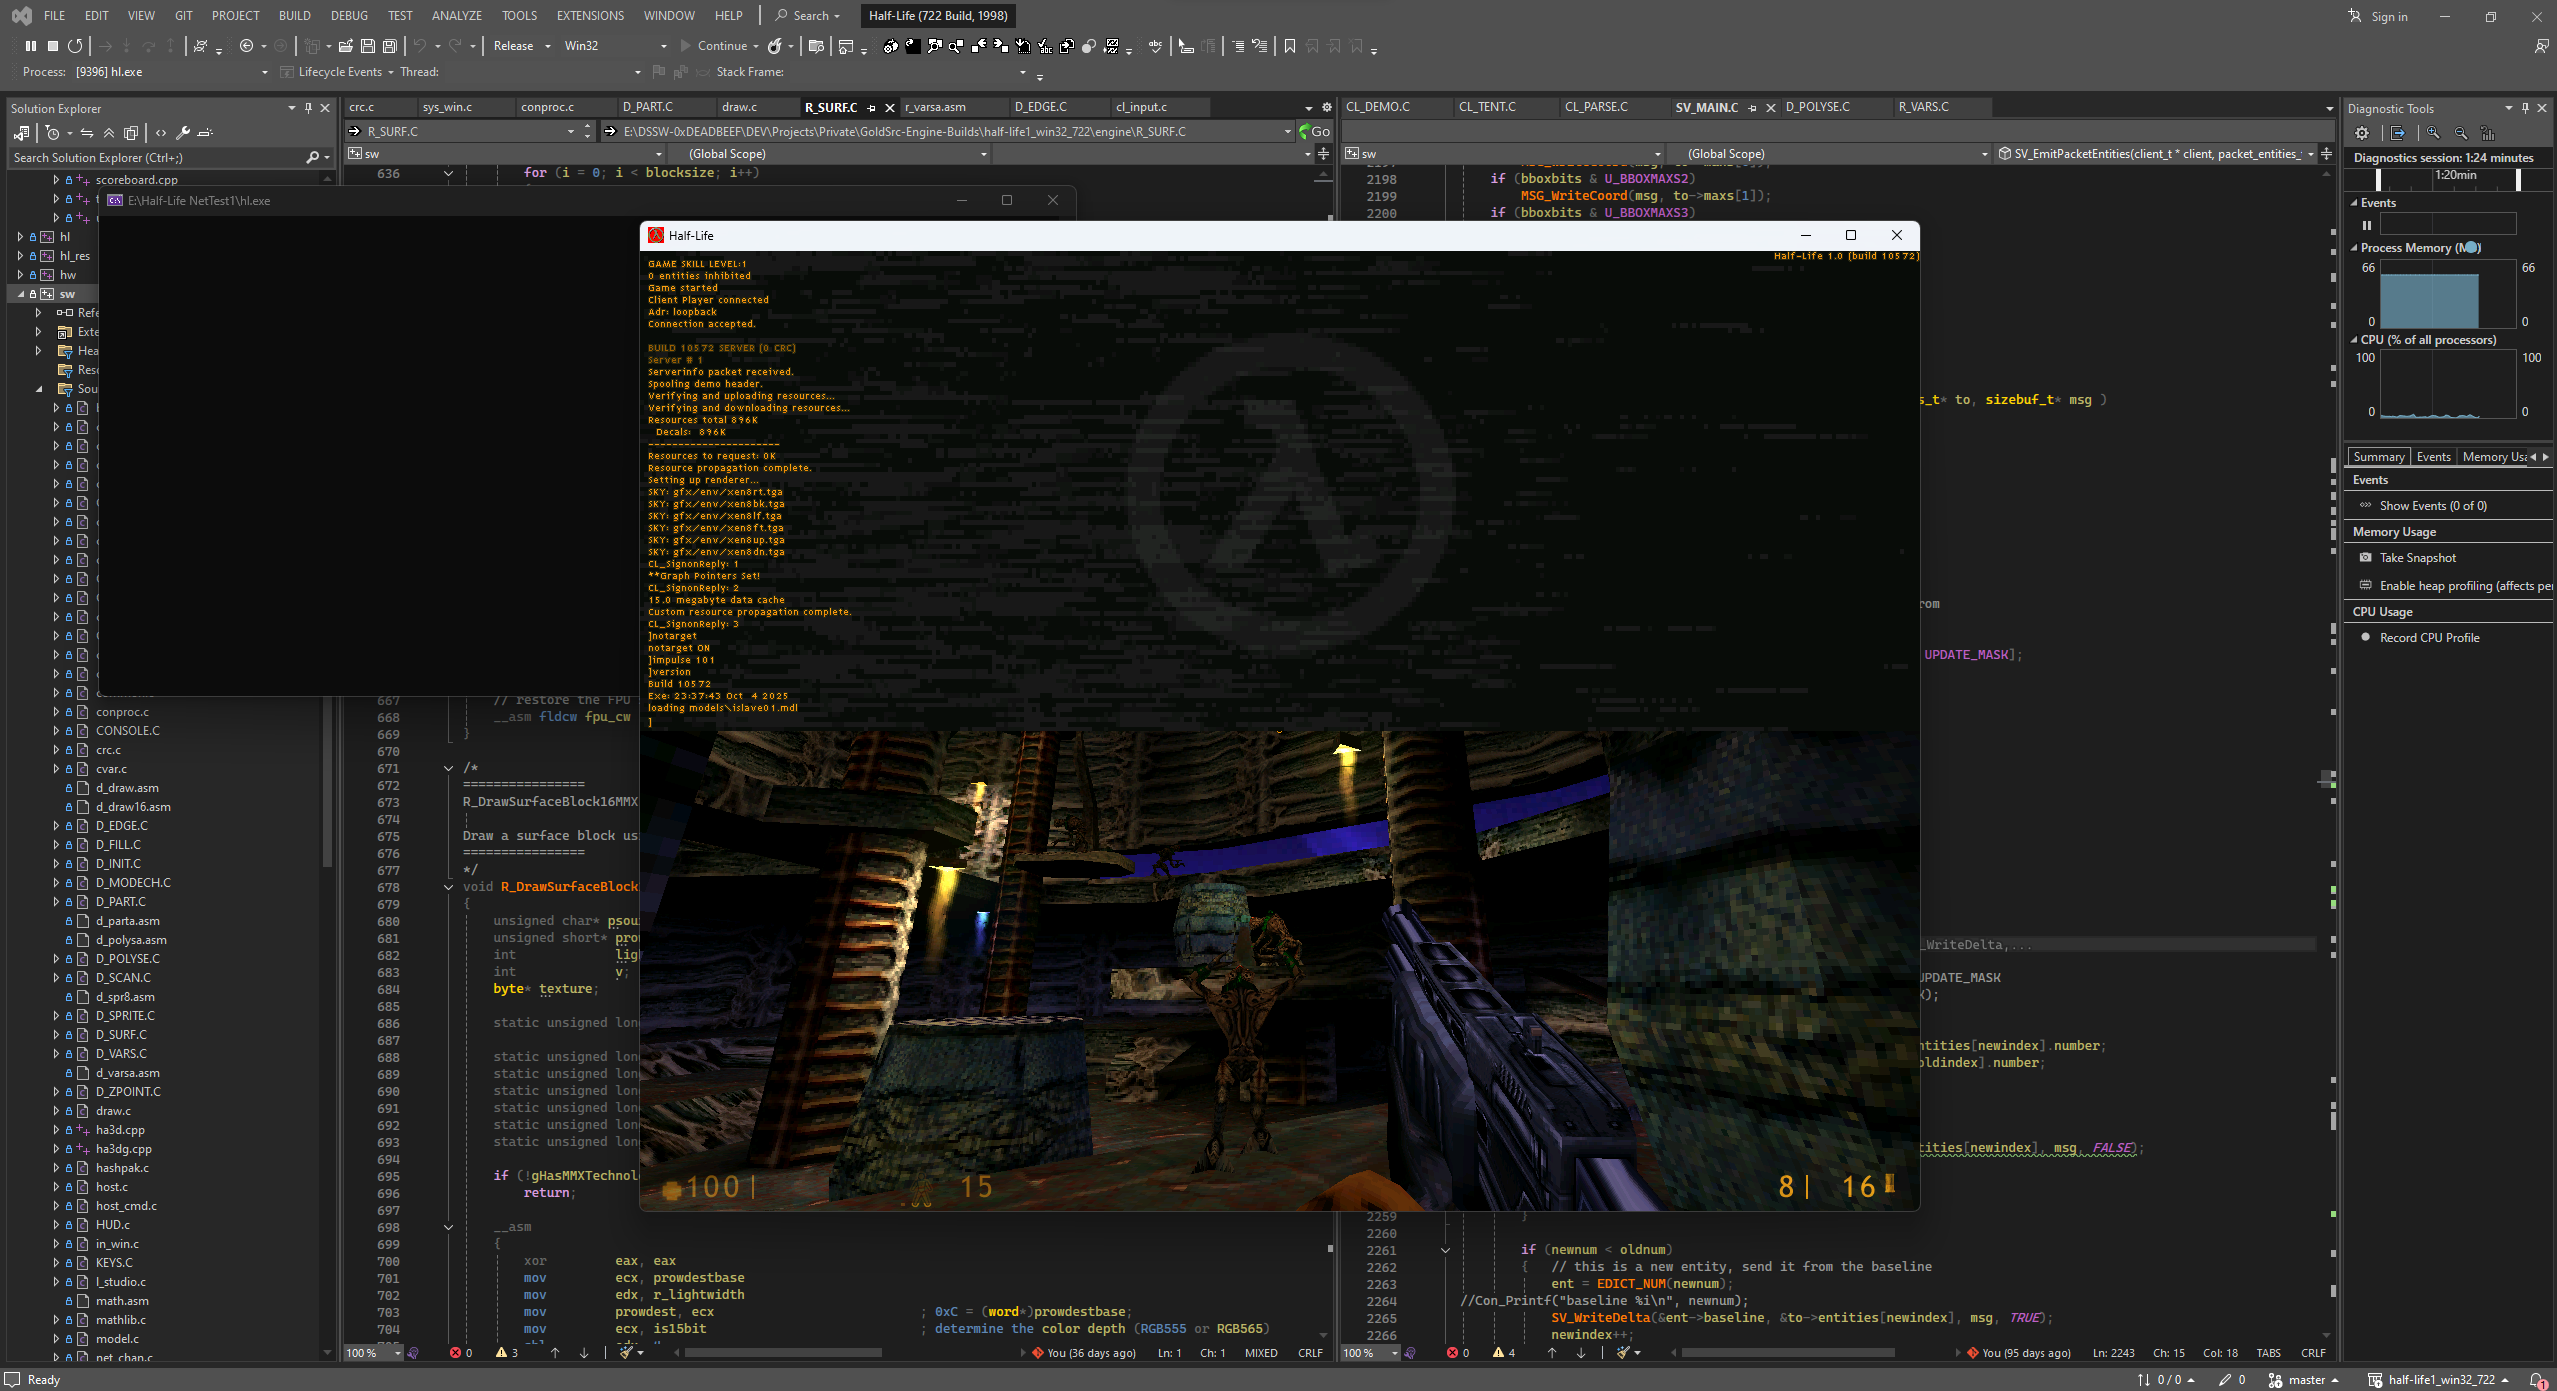 FILE EDIT VIEW GIT PROJECT BUILD DEBUG TEST ANALYZE TOOLS EXTENSIONS WINDOW HELP Search Half-Life (722 Build, 1998) Sign in
Release Win32 Continue
Process: [9396] hl.exe Lifecycle Events Thread: Stack Frame:
Solution Explorer
Search Solution Explorer (Ctrl+;)
scoreboard.cpp
hl
hl_res
hw
sw
Refe
Exte
Hea
Reso
Sou
conproc.c
CONSOLE.C
crc.c
cvar.c
d_draw.asm
d_draw16.asm
D_EDGE.C
D_FILL.C
D_INIT.C
D_MODECH.C
D_PART.C
d_parta.asm
d_polysa.asm
D_POLYSE.C
D_SCAN.C
d_spr8.asm
D_SPRITE.C
D_SURF.C
D_VARS.C
d_varsa.asm
D_ZPOINT.C
draw.c
ha3d.cpp
ha3dg.cpp
hashpak.c
host.c
host_cmd.c
HUD.c
in_win.c
KEYS.C
l_studio.c
math.asm
mathlib.c
model.c
net_chan.c
crc.c sys_win.c conproc.c D_PART.C draw.c R_SURF.C r_varsa.asm D_EDGE.C cl_input.c
R_SURF.C E:\DSSW-0xDEADBEEF\DEV\Projects\Private\GoldSrc-Engine-Builds\half-life1_win32_722\engine\R_SURF.C Go
sw (Global Scope)
636 for (i = 0; i < blocksize; i++)
E:\Half-Life NetTest1\hl.exe
667 // restore the FPU
668 __asm fldcw fpu_cw
669 }
670
671 /*
672 ================
673 R_DrawSurfaceBlock16MMX
674
675 Draw a surface block us
676 ================
677 */
678 void R_DrawSurfaceBlock
679 {
680 unsigned char* psou
681 unsigned short* pro
682 int lig
683 int v;
684 byte* texture;
685
686 static unsigned lon
687
688 static unsigned lon
689 static unsigned lon
690 static unsigned lon
691 static unsigned lon
692 static unsigned lon
693 static unsigned lon
694
695 if (!gHasMMXTechnol
696 return;
697
698 __asm
699 {
700 xor eax, eax
701 mov ecx, prowdestbase
702 mov edx, r_lightwidth
703 mov prowdest, ecx ; 0xC = (word*)prowdestbase;
704 mov ecx, is15bit ; determine the color depth (RGB555 or RGB565)
100 % 0 3 You (36 days ago) Ln: 1 Ch: 1 MIXED CRLF
Half-Life
Half-Life 1.0 (build 10572)
GAME SKILL LEVEL:1
0 entities inhibited
Game started
Client Player connected
Adr: loopback
Connection accepted.
BUILD 10572 SERVER (0 CRC)
Server # 1
Serverinfo packet received.
Spooling demo header.
Verifying and uploading resources...
Verifying and downloading resources...
Resources total 896K
Decals: 896K
----------------------
Resources to request: 0K
Resource propagation complete.
Setting up renderer...
SKY: gfx/env/xen8rt.tga
SKY: gfx/env/xen8bk.tga
SKY: gfx/env/xen8lf.tga
SKY: gfx/env/xen8ft.tga
SKY: gfx/env/xen8up.tga
SKY: gfx/env/xen8dn.tga
CL_SignonReply: 1
**Graph Pointers Set!
CL_SignonReply: 2
15.0 megabyte data cache
Custom resource propagation complete.
CL_SignonReply: 3
]notarget
notarget ON
]impulse 101
]version
Build 10572
Exe: 23:37:43 Oct 4 2025
loading models\islave01.mdl
]
100 | 15 8 | 16
CL_DEMO.C CL_TENT.C CL_PARSE.C SV_MAIN.C D_POLYSE.C R_VARS.C
sw (Global Scope) SV_EmitPacketEntities(client_t * client, packet_entities_
2198 if (bboxbits & U_BBOXMAXS2)
2199 MSG_WriteCoord(msg, to->maxs[1]);
2200 if (bboxbits & U_BBOXMAXS3)
s_t* to, sizebuf_t* msg )
rom
UPDATE_MASK];
_WriteDelta,...
UPDATE_MASK
);
ntities[newindex].number;
oldindex].number;
tities[newindex], msg, FALSE);
2259 }
2260
2261 if (newnum < oldnum)
2262 { // this is a new entity, send it from the baseline
2263 ent = EDICT_NUM(newnum);
2264 //Con_Printf("baseline %i\n", newnum);
2265 SV_WriteDelta(&ent->baseline, &to->entities[newindex], msg, TRUE);
2266 newindex++;
100 % 0 4 You (95 days ago) Ln: 2243 Ch: 15 Col: 18 TABS CRLF
Diagnostic Tools
Diagnostics session: 1:24 minutes
1:20min
Events
Process Memory
66 66
0 0
CPU (% of all processors)
100 100
0 0
Summary Events Memory Usa
Events
Show Events (0 of 0)
Memory Usage
Take Snapshot
Enable heap profiling (affects per
CPU Usage
Record CPU Profile
Ready 0 / 0 0 master half-life1_win32_722 1